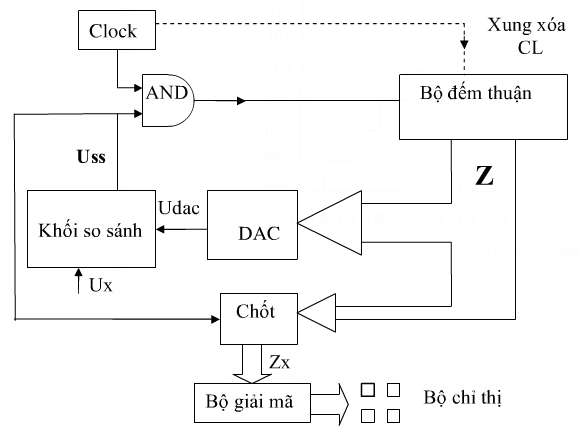 Clock
Xung xóa
CL
AND
Bộ đếm thuận
Uss
Z
Udac
Khối so sánh
DAC
Ux
Chốt
Zx
Bộ giải mã
Bộ chỉ thị